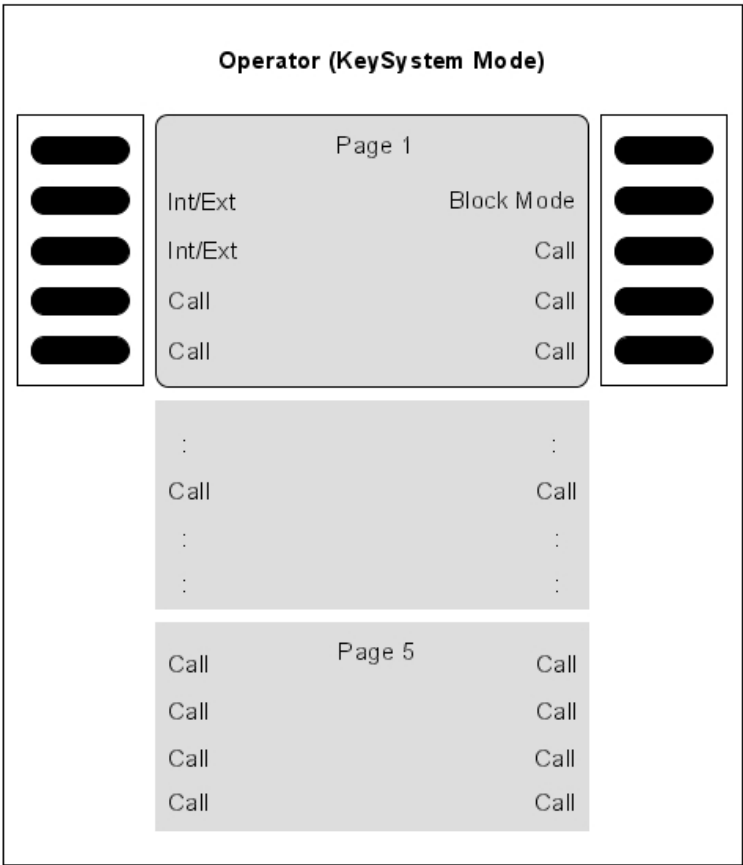 Operator (KeySystem Mode)
Page 1
Int/Ext Block Mode
Int/Ext Call
Call Call
Call Call
: :
Call Call
: :
: :
Page 5
Call Call
Call Call
Call Call
Call Call